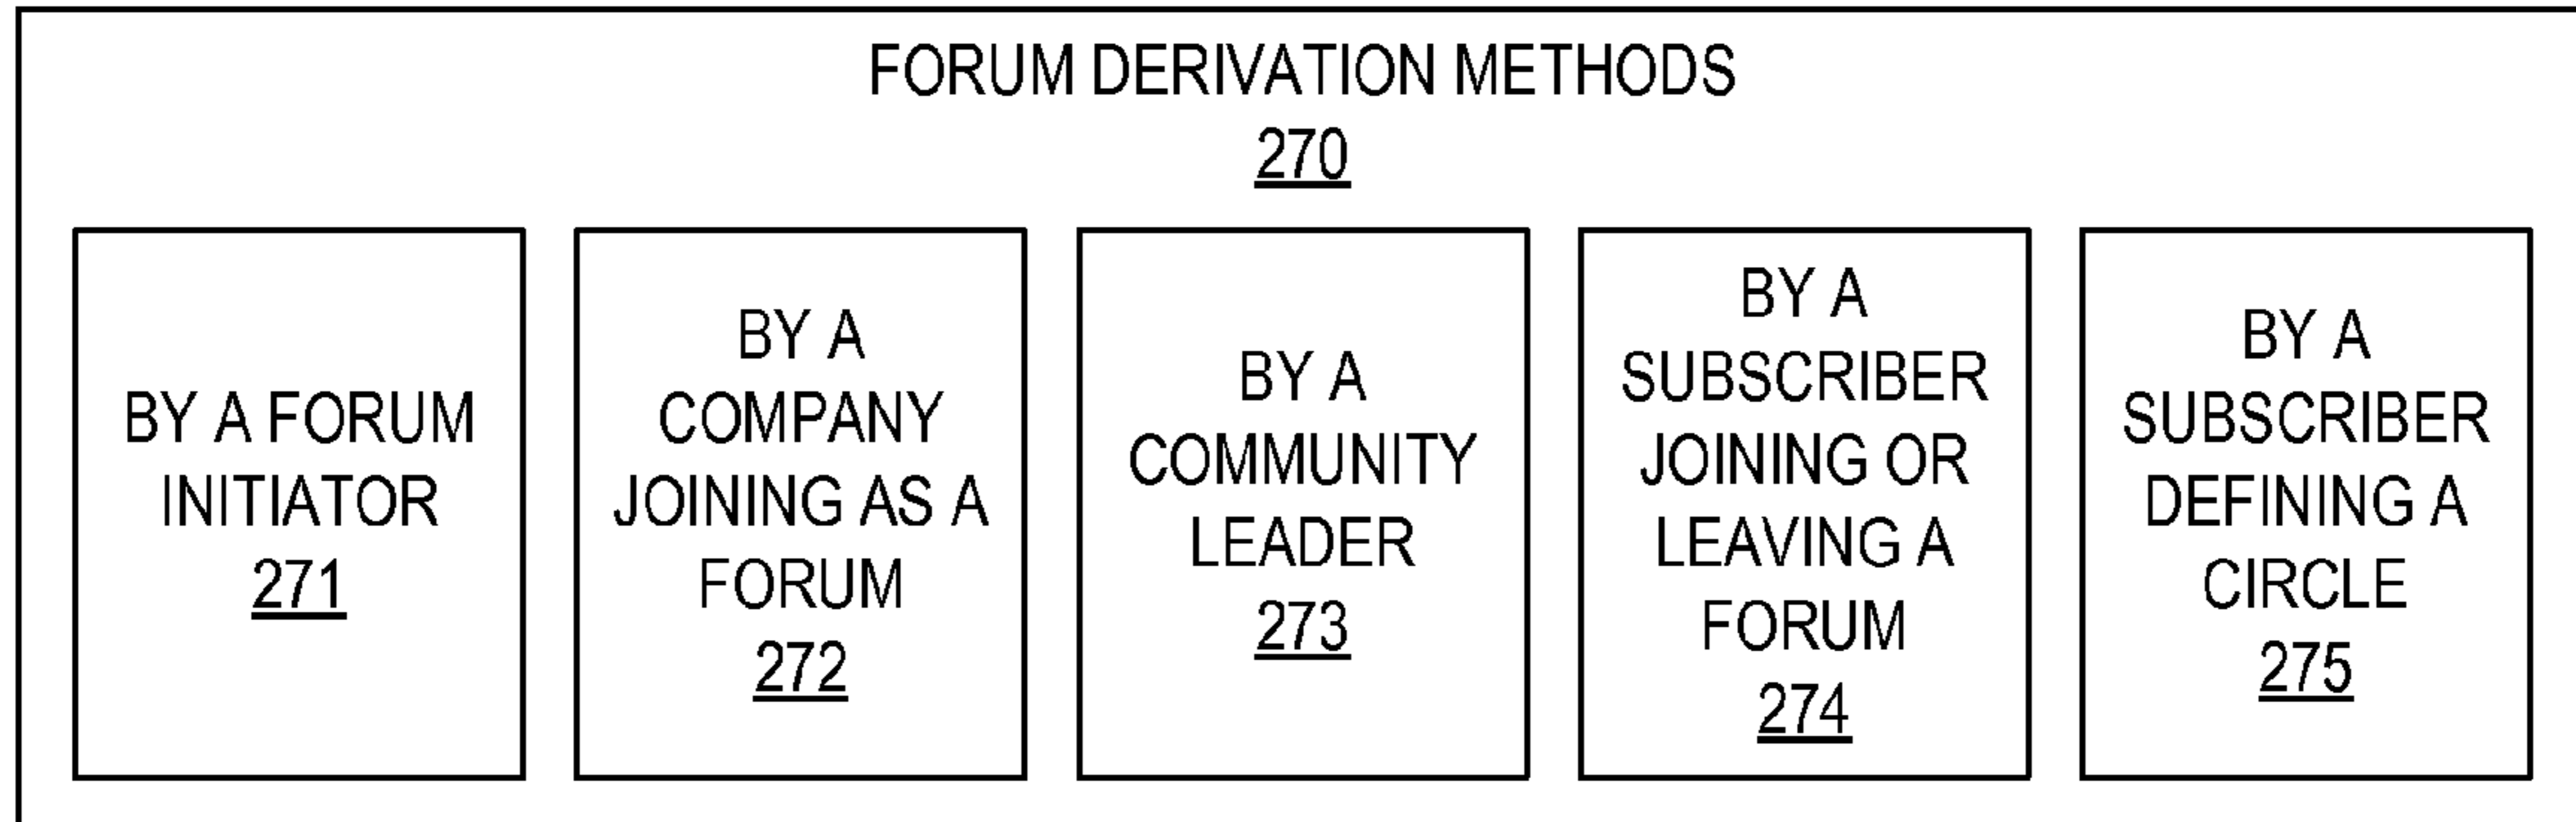 FORUM DERIVATION METHODS
270
BY A FORUM
INITIATOR
271
BY A
COMPANY
JOINING AS A
FORUM
272
BY A
COMMUNITY
LEADER
273
BY A
SUBSCRIBER
JOINING OR
LEAVING A
FORUM
274
BY A
SUBSCRIBER
DEFINING A
CIRCLE
275